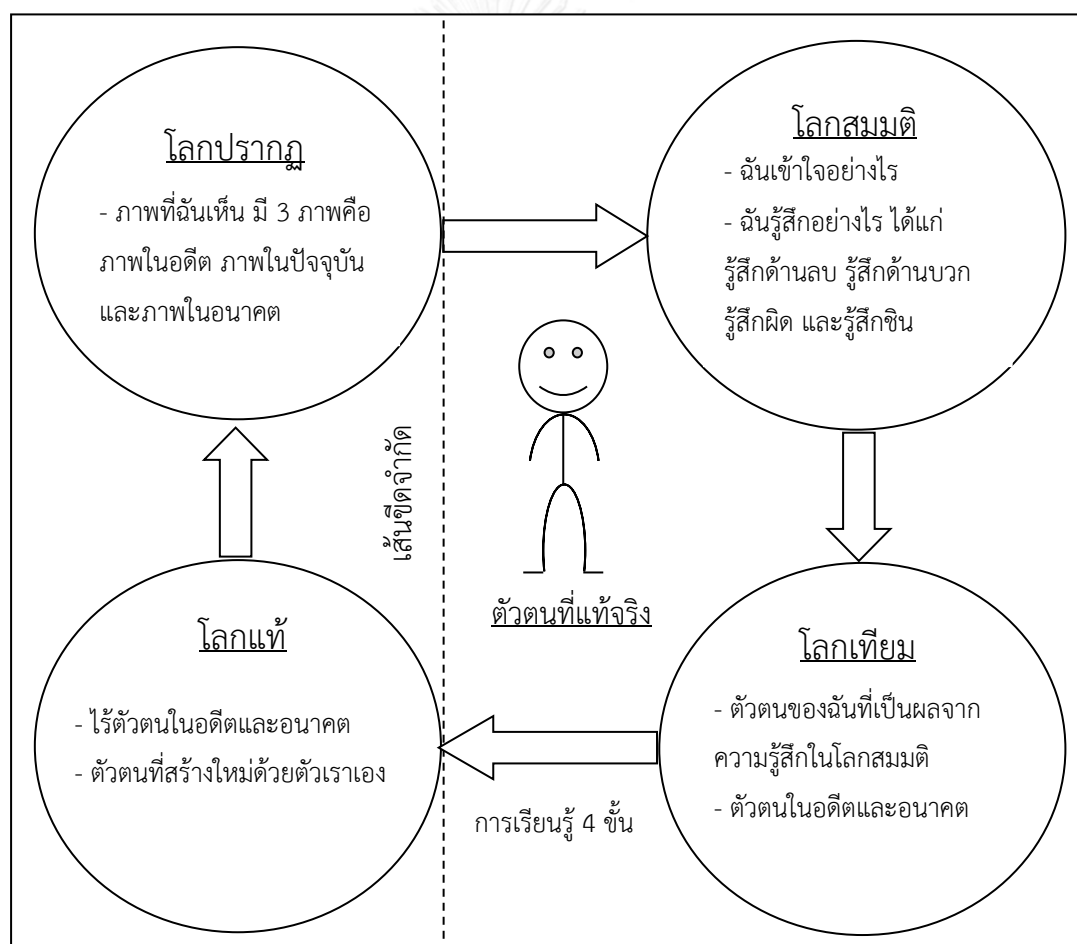 โลกปรากฏ
- ภาพที่ฉันเห็น มี 3 ภาพคือ
ภาพในอดีต ภาพในปัจจุบัน
และภาพในอนาคต
โลกสมมติ
- ฉันเข้าใจอย่างไร
- ฉันรู้สึกอย่างไร ได้แก่
รู้สึกด้านลบ รู้สึกด้านบวก
รู้สึกผิด และรู้สึกชิน
เส้นขีดจำกัด
ตัวตนที่แท้จริง
โลกแท้
- ไร้ตัวตนในอดีตและอนาคต
- ตัวตนที่สร้างใหม่ด้วยตัวเราเอง
โลกเทียม
- ตัวตนของฉันที่เป็นผลจาก
ความรู้สึกในโลกสมมติ
- ตัวตนในอดีตและอนาคต
การเรียนรู้ 4 ขั้น